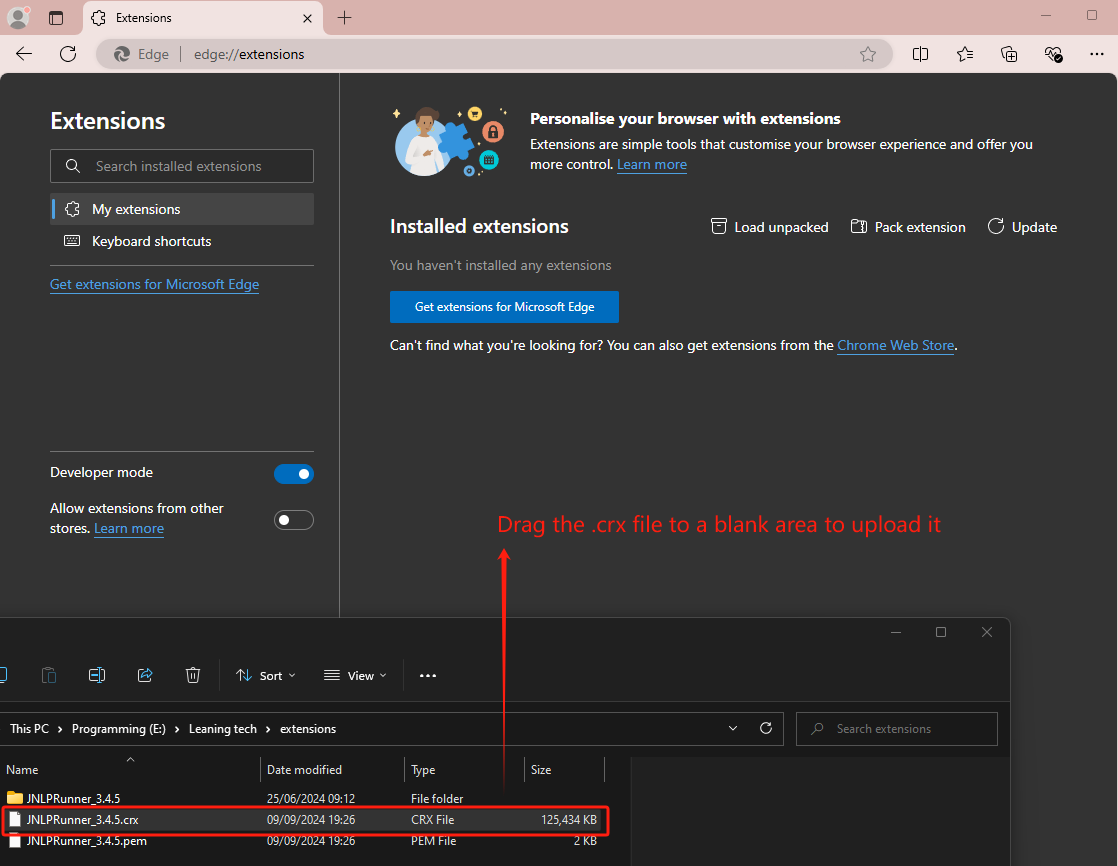 Extensions
Edge
edge://extensions
Extensions
Search installed extensions
My extensions
Keyboard shortcuts
Get extensions for Microsoft Edge
Developer mode
Allow extensions from other
stores. Learn more
Personalise your browser with extensions
Extensions are simple tools that customise your browser experience and offer you
more control. Learn more
Installed extensions
Load unpacked
Pack extension
Update
You haven't installed any extensions
Get extensions for Microsoft Edge
Can't find what you're looking for? You can also get extensions from the Chrome Web Store.
Drag the .crx file to a blank area to upload it
Sort
View
This PC > Programming (E:) > Leaning tech > extensions
Search extensions
Name Date modified Type Size
JNLPRunner_3.4.5 25/06/2024 09:12 File folder
JNLPRunner_3.4.5.crx 09/09/2024 19:26 CRX File 125,434 KB
JNLPRunner_3.4.5.pem 09/09/2024 19:26 PEM File 2 KB